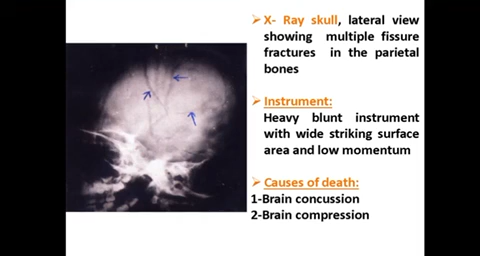 X- Ray skull, lateral view
showing multiple fissure
fractures in the parietal
bones
Instrument:
Heavy blunt instrument
with wide striking surface
area and low momentum
Causes of death:
1-Brain concussion
2-Brain compression